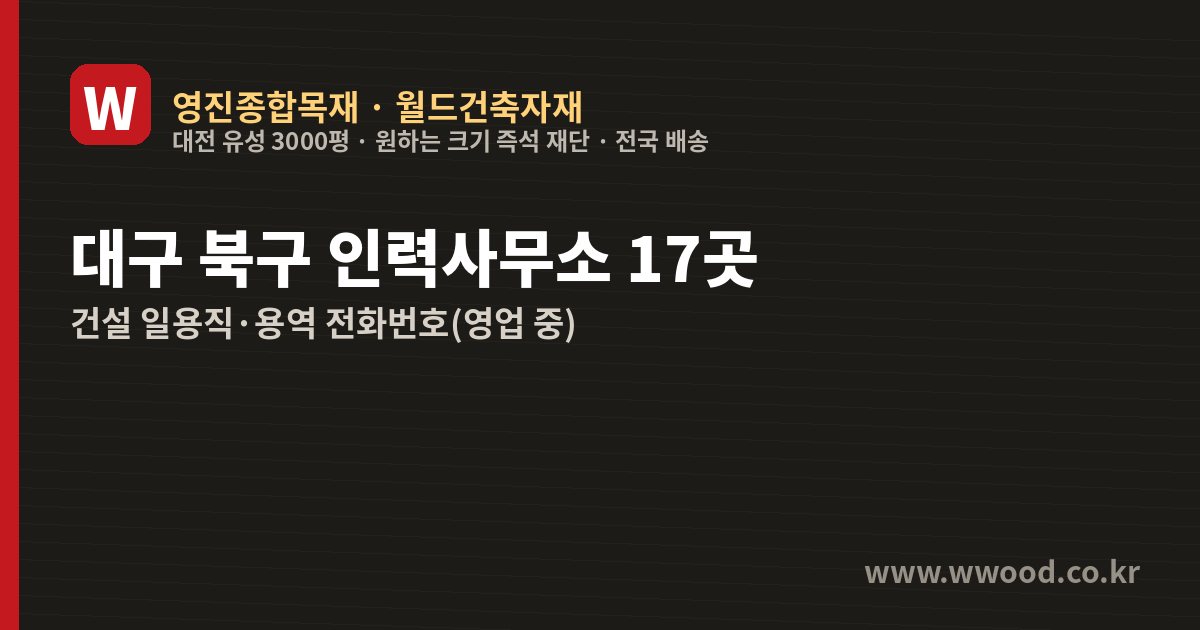 W
영진종합목재 · 월드건축자재
대전 유성 3000평 · 원하는 크기 즉석 재단 · 전국 배송
대구 북구 인력사무소 17곳
건설 일용직·용역 전화번호(영업 중)
www.wwood.co.kr